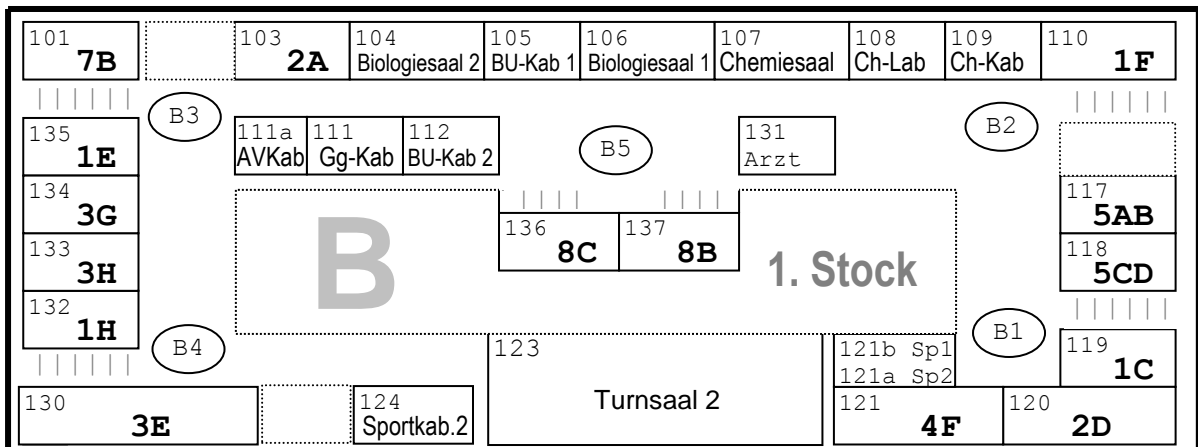 101 7B
103 2A
104 Biologiesaal 2
105 BU-Kab 1
106 Biologiesaal 1
107 Chemiesaal
108 Ch-Lab
109 Ch-Kab
110 1F
B3
B2
135 1E
111a AVKab
111 Gg-Kab
112 BU-Kab 2
B5
131 Arzt
134 3G
117 5AB
136 8C
137 8B
B
1. Stock
133 3H
118 5CD
132 1H
B4
B1
123 Turnsaal 2
121b Sp1
121a Sp2
119 1C
130 3E
124 Sportkab.2
121 4F
120 2D